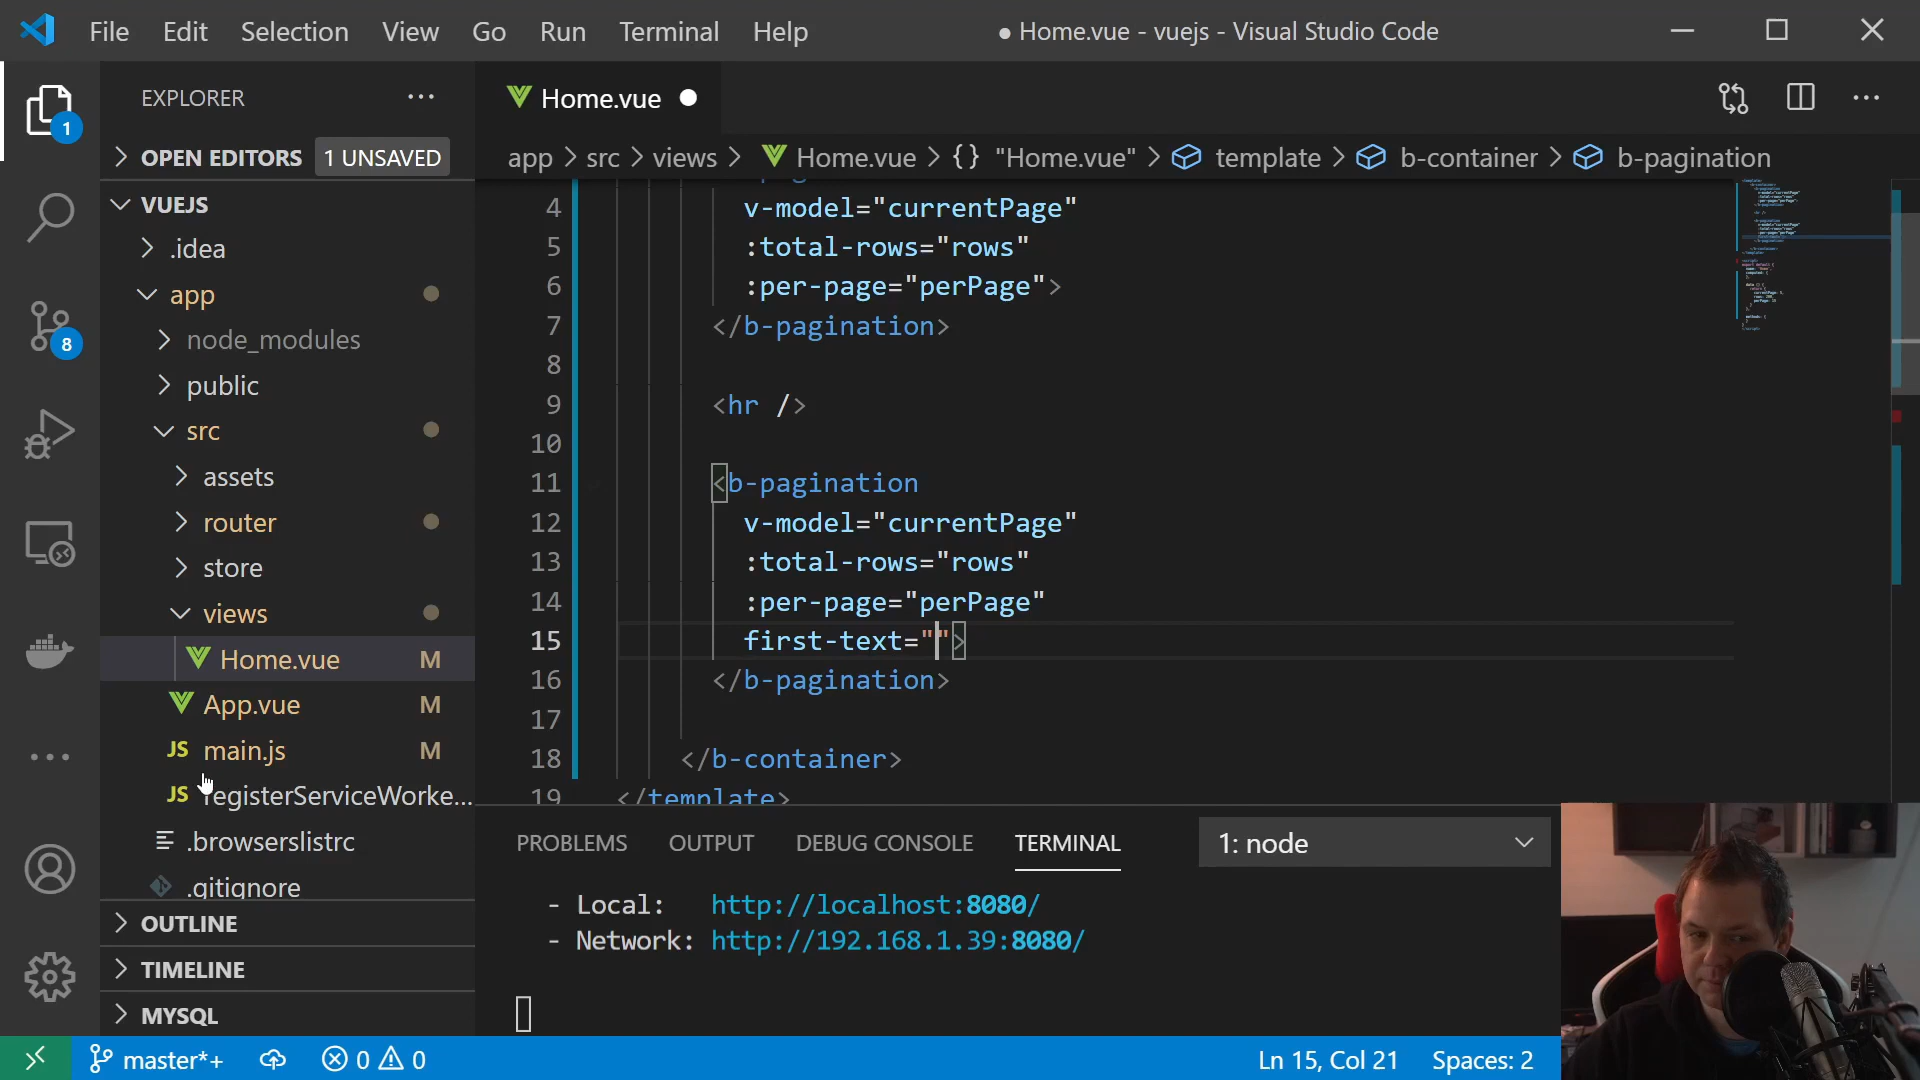 File Edit Selection View Go Run Terminal Help ● Home.vue - vuejs - Visual Studio Code
EXPLORER
OPEN EDITORS 1 UNSAVED
VUEJS
.idea
app
node_modules
public
src
assets
router
store
views
Home.vue M
App.vue M
JS main.js M
JS registerServiceWorke...
.browserslistrc
.gitignore
OUTLINE
TIMELINE
MYSQL
1
8
Home.vue
app > src > views > Home.vue > {} "Home.vue" > template > b-container > b-pagination
4 v-model="currentPage"
5 :total-rows="rows"
6 :per-page="perPage">
7 </b-pagination>
8
9 <hr />
10
11 <b-pagination
12 v-model="currentPage"
13 :total-rows="rows"
14 :per-page="perPage"
15 first-text="">
16 </b-pagination>
17
18 </b-container>
19 </template>
PROBLEMS OUTPUT DEBUG CONSOLE TERMINAL 1: node
- Local: http://localhost:8080/
- Network: http://192.168.1.39:8080/
master*+ 0 0 Ln 15, Col 21 Spaces: 2